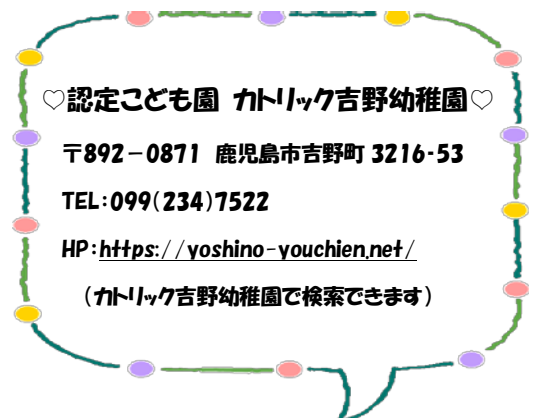 ♡認定こども園 カトリック吉野幼稚園♡
〒892－0871 鹿児島市吉野町 3216-53
TEL:099(234)7522
HP:https://yoshino-youchien.net/
(カトリック吉野幼稚園で検索できます)